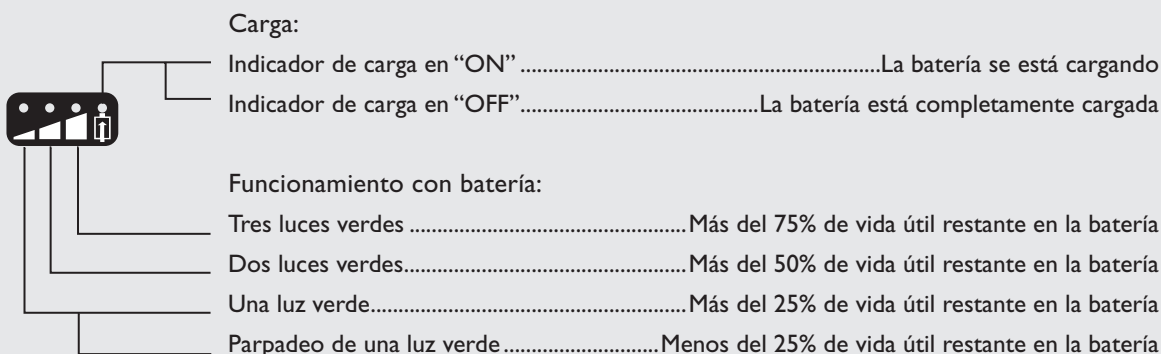 Carga:
Indicador de carga en “ON” ............................................................La batería se está cargando
Indicador de carga en “OFF”.......................................La batería está completamente cargada
Funcionamiento con batería:
Tres luces verdes ..............................................Más del 75% de vida útil restante en la batería
Dos luces verdes...............................................Más del 50% de vida útil restante en la batería
Una luz verde.....................................................Más del 25% de vida útil restante en la batería
Parpadeo de una luz verde ..........................Menos del 25% de vida útil restante en la batería